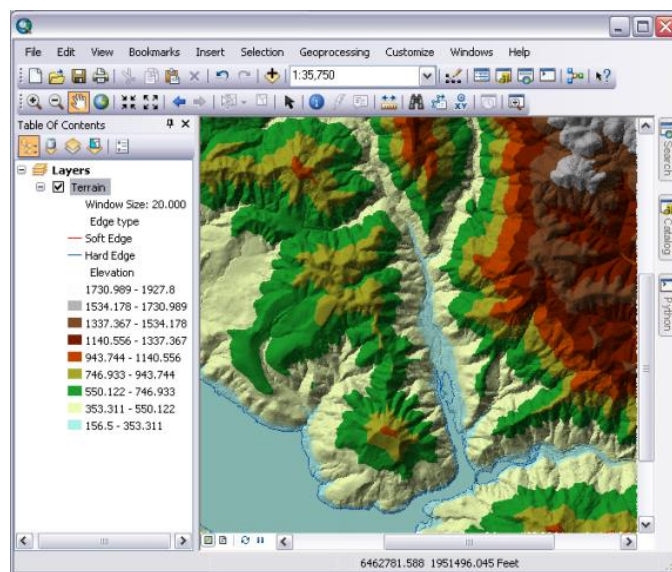 File Edit View Bookmarks Insert Selection Geoprocessing Customize Windows Help
1:35,750
Table Of Contents
Layers
Terrain
Window Size: 20.000
Edge type
Soft Edge
Hard Edge
Elevation
1730.989 - 1927.8
1534.178 - 1730.989
1337.367 - 1534.178
1140.556 - 1337.367
943.744 - 1140.556
746.933 - 943.744
550.122 - 746.933
353.311 - 550.122
156.5 - 353.311
Search
Catalog
Python
6462781.588 1951496.045 Feet